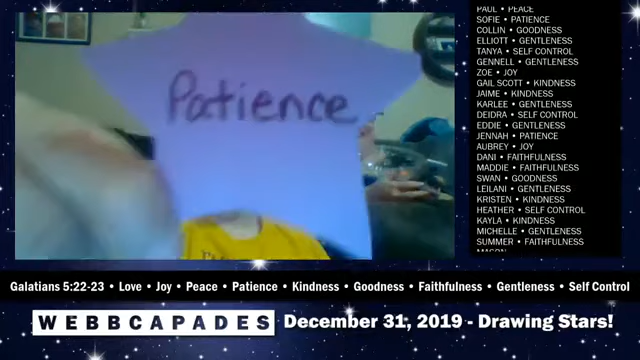 Patience
PAUL • PEACE
SOFIE • PATIENCE
COLLIN • GOODNESS
ELLIOTT • GENTLENESS
TANYA • SELF CONTROL
GENNELL • GENTLENESS
ZOE • JOY
GAIL SCOTT • KINDNESS
JAIME • KINDNESS
KARLEE • GENTLENESS
DEIDRA • SELF CONTROL
EDDIE • GENTLENESS
JENNAH • PATIENCE
AUBREY • JOY
DANI • FAITHFULNESS
MADDIE • FAITHFULNESS
SWAN • GOODNESS
LEILANI • GENTLENESS
KRISTEN • KINDNESS
HEATHER • SELF CONTROL
KAYLA • KINDNESS
MICHELLE • GENTLENESS
SUMMER • FAITHFULNESS
Galatians 5:22-23 • Love • Joy • Peace • Patience • Kindness • Goodness • Faithfulness • Gentleness • Self Control
WEBBCAPADES December 31, 2019 - Drawing Stars!